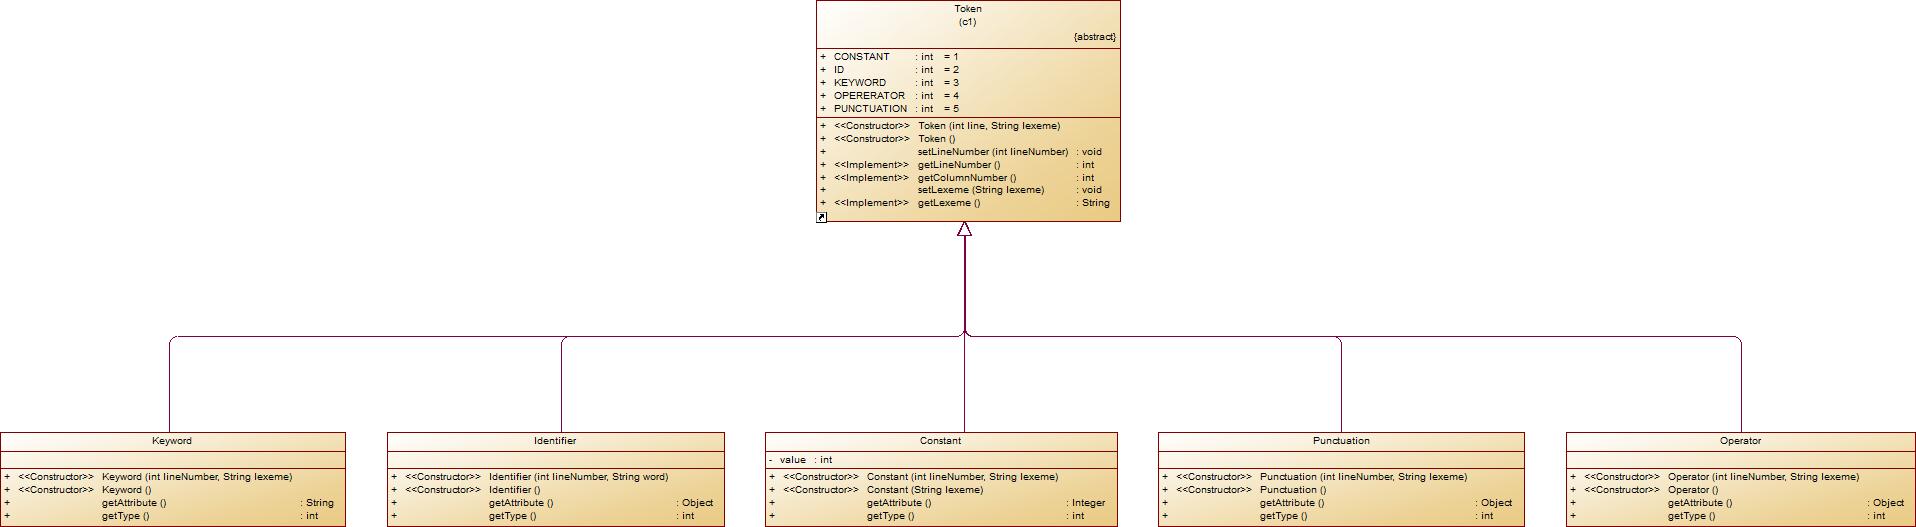 Token
(c1)
{abstract}
+ CONSTANT : int = 1
+ ID : int = 2
+ KEYWORD : int = 3
+ OPERERATOR : int = 4
+ PUNCTUATION : int = 5
+ <<Constructor>> Token (int line, String lexeme)
+ <<Constructor>> Token ()
+ setLineNumber (int lineNumber) : void
+ <<Implement>> getLineNumber () : int
+ <<Implement>> getColumnNumber () : int
+ setLexeme (String lexeme) : void
+ <<Implement>> getLexeme () : String
Keyword
+ <<Constructor>> Keyword (int lineNumber, String lexeme)
+ <<Constructor>> Keyword ()
+ getAttribute () : String
+ getType () : int
Identifier
+ <<Constructor>> Identifier (int lineNumber, String word)
+ <<Constructor>> Identifier ()
+ getAttribute () : Object
+ getType () : int
Constant
- value : int
+ <<Constructor>> Constant (int lineNumber, String lexeme)
+ <<Constructor>> Constant (String lexeme)
+ getAttribute () : Integer
+ getType () : int
Punctuation
+ <<Constructor>> Punctuation (int lineNumber, String lexeme)
+ <<Constructor>> Punctuation ()
+ getAttribute () : Object
+ getType () : int
Operator
+ <<Constructor>> Operator (int lineNumber, String lexeme)
+ <<Constructor>> Operator ()
+ getAttribute () : Object
+ getType () : int